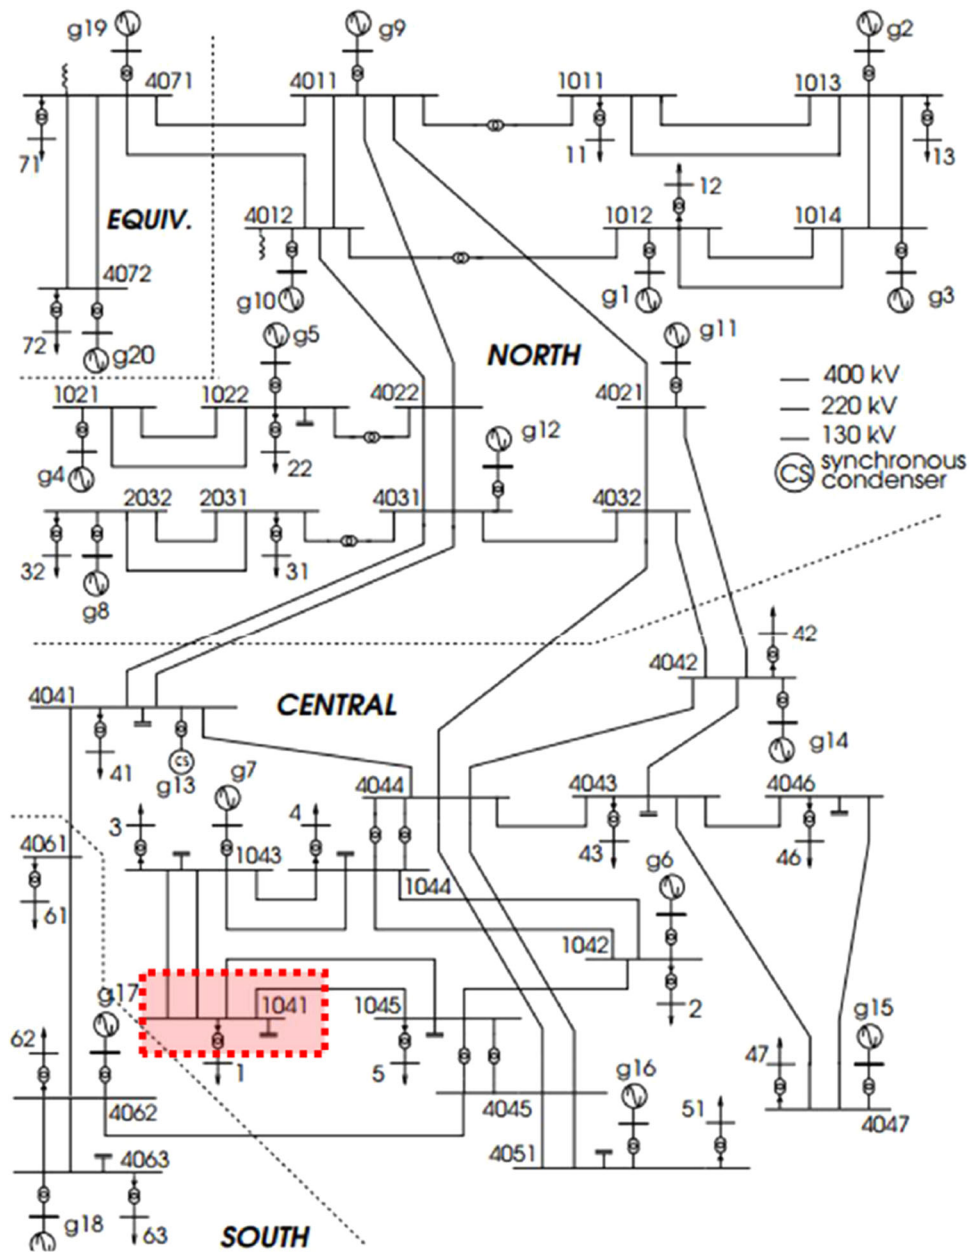 g19
g9
g2
4071
4011
1011
1013
71
11
13
12
EQUIV.
4012
1012
1014
4072
g10
g1
g3
72
g20
g5
NORTH
g11
400 kV
1021
1022
4022
4021
220 kV
130 kV
g4
22
g12
CS
synchronous
condenser
2032
2031
4031
4032
32
31
g8
42
4042
4041
CENTRAL
41
CS
g13
g7
g14
4044
4043
4046
3
4
4061
1043
43
46
g6
1044
61
1042
g17
1041
1045
2
g15
62
1
5
g16
47
4062
4045
51
4047
4063
4051
g18
63
SOUTH